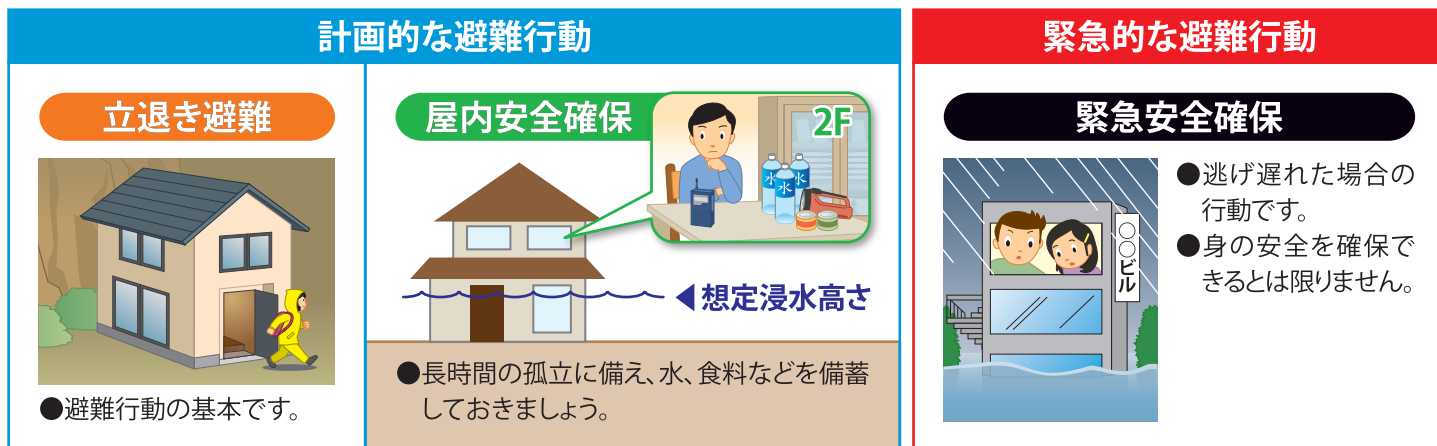 計画的な避難行動
立退き避難
●避難行動の基本です。
屋内安全確保
2F
水
水
水
想定浸水高さ
●長時間の孤立に備え、水、食料などを備蓄
しておきましょう。
緊急的な避難行動
緊急安全確保
○○ビル
●逃げ遅れた場合の
行動です。
●身の安全を確保で
きるとは限りません。